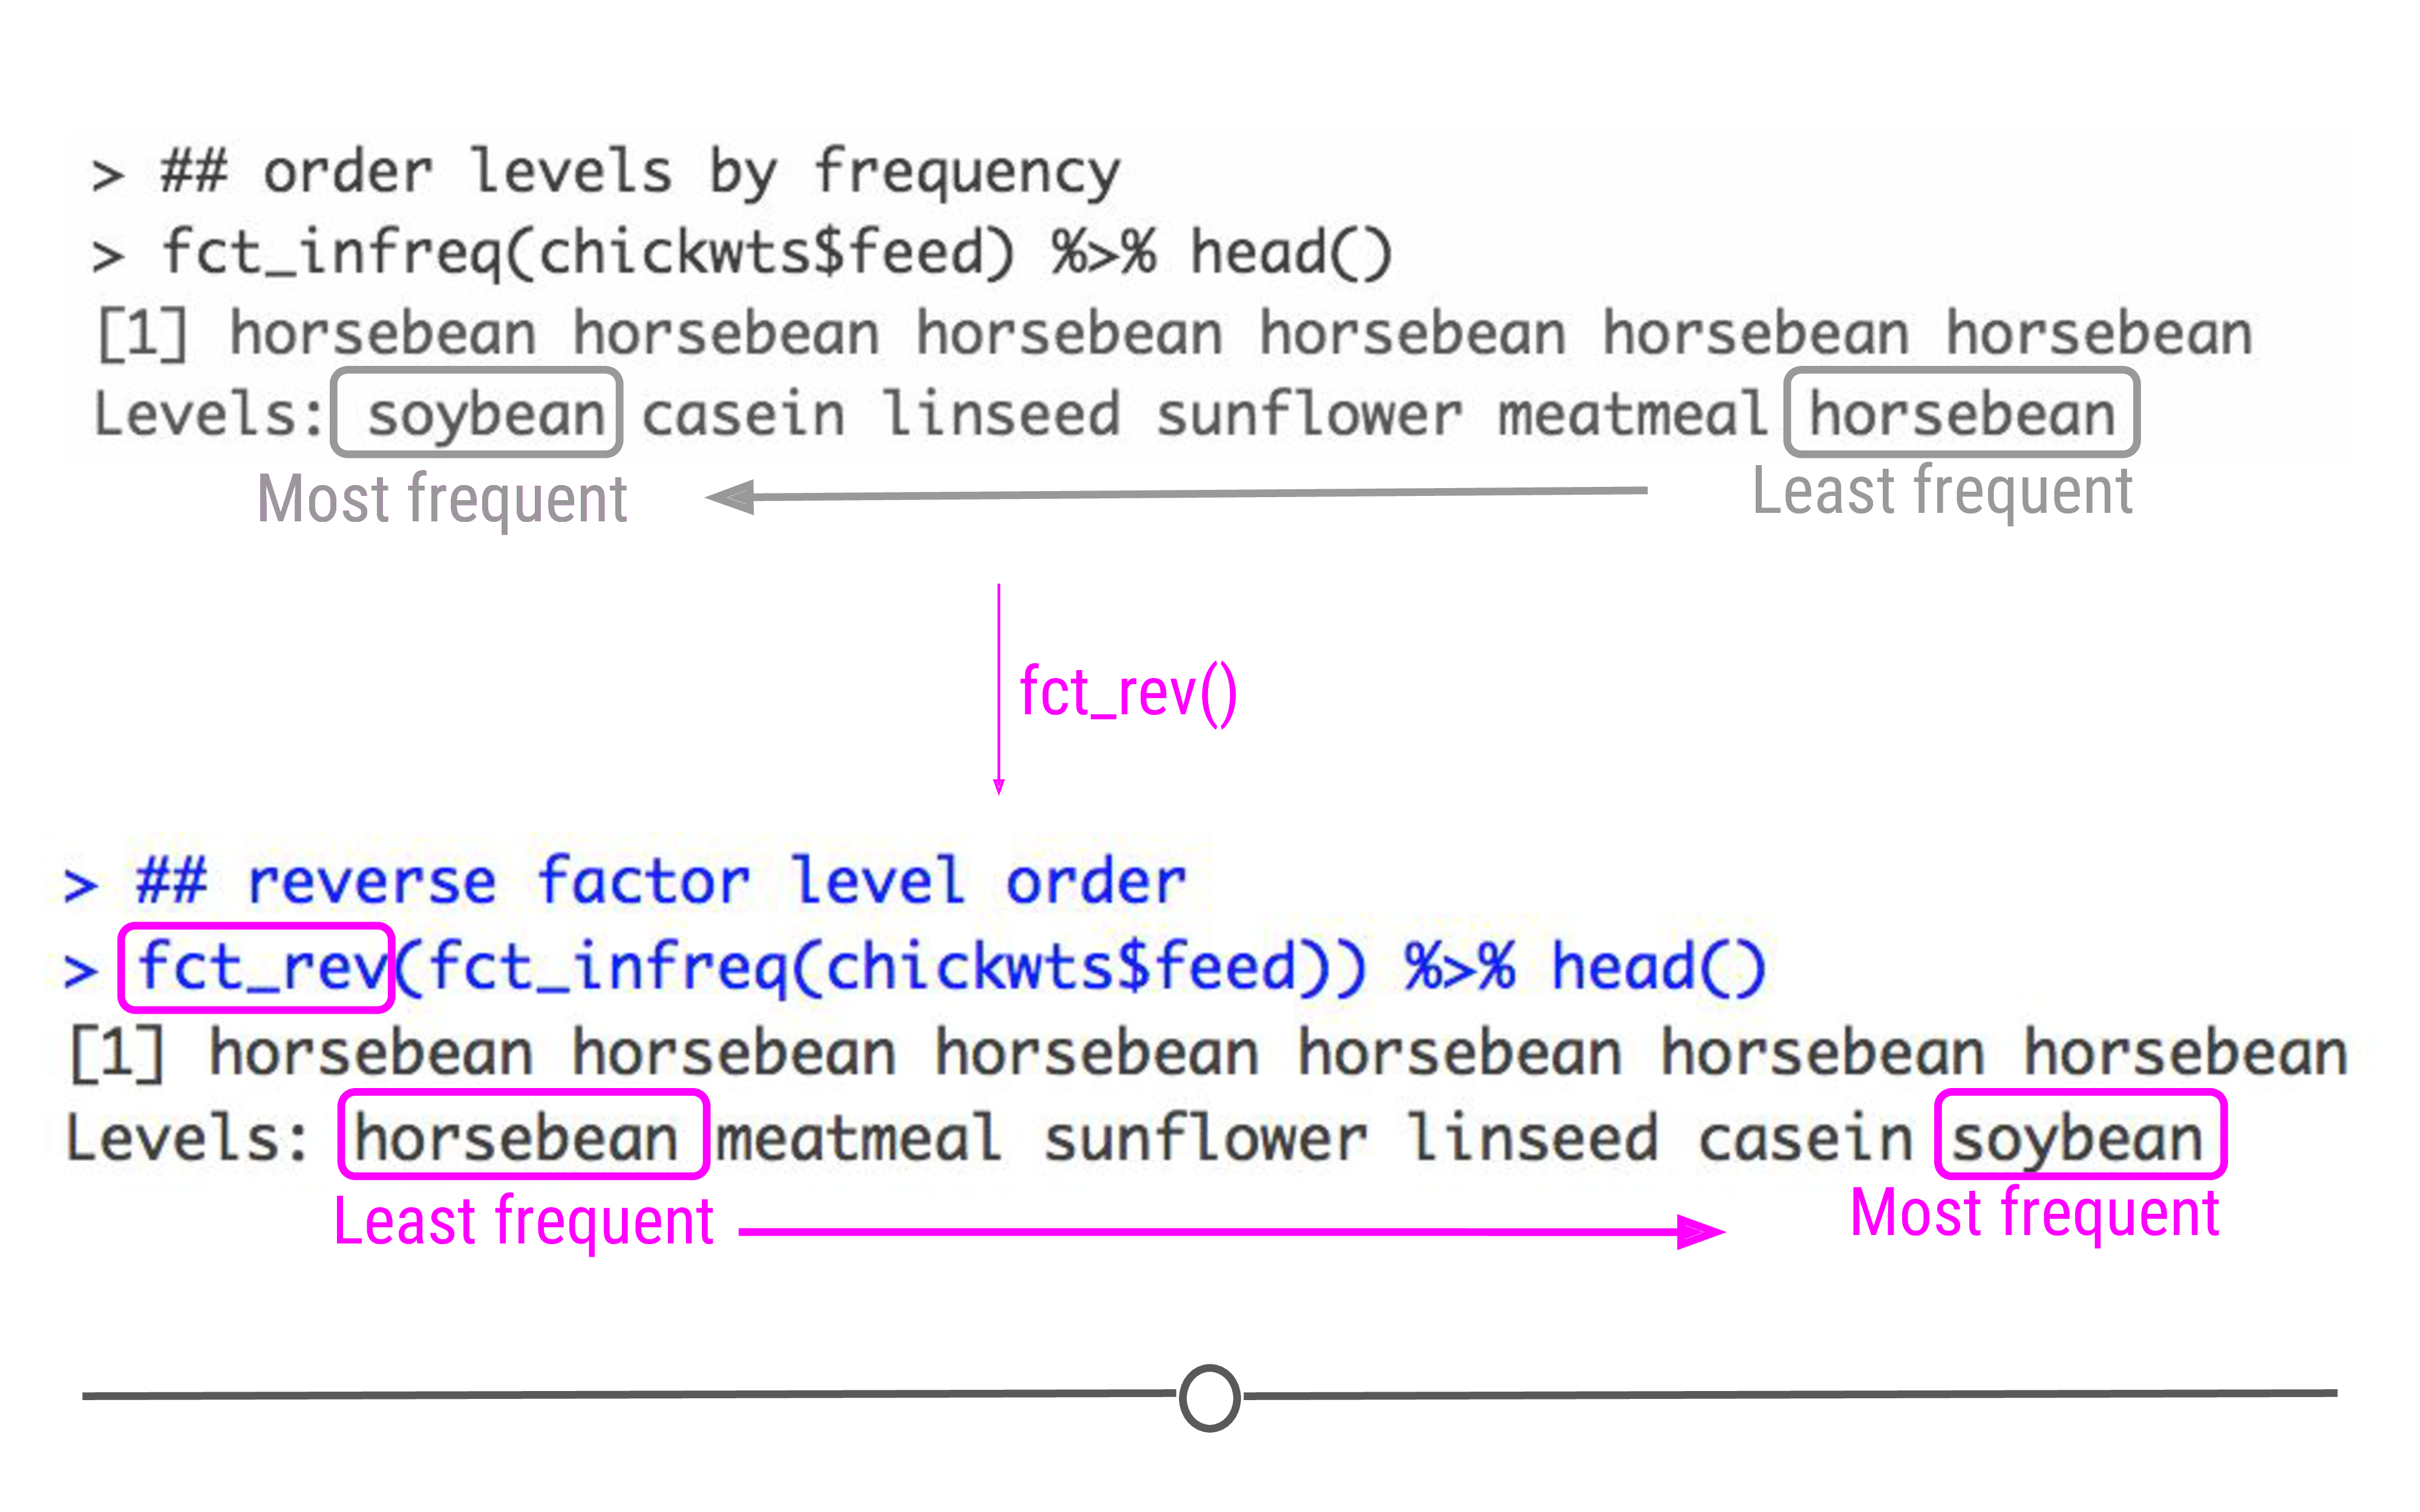 > ## order levels by frequency
> fct_infreq(chickwts$feed) %>% head()
[1] horsebean horsebean horsebean horsebean horsebean horsebean
Levels: soybean casein linseed sunflower meatmeal horsebean
Most frequent Least frequent
fct_rev()
> ## reverse factor level order
> fct_rev(fct_infreq(chickwts$feed)) %>% head()
[1] horsebean horsebean horsebean horsebean horsebean horsebean
Levels: horsebean meatmeal sunflower linseed casein soybean
Least frequent Most frequent